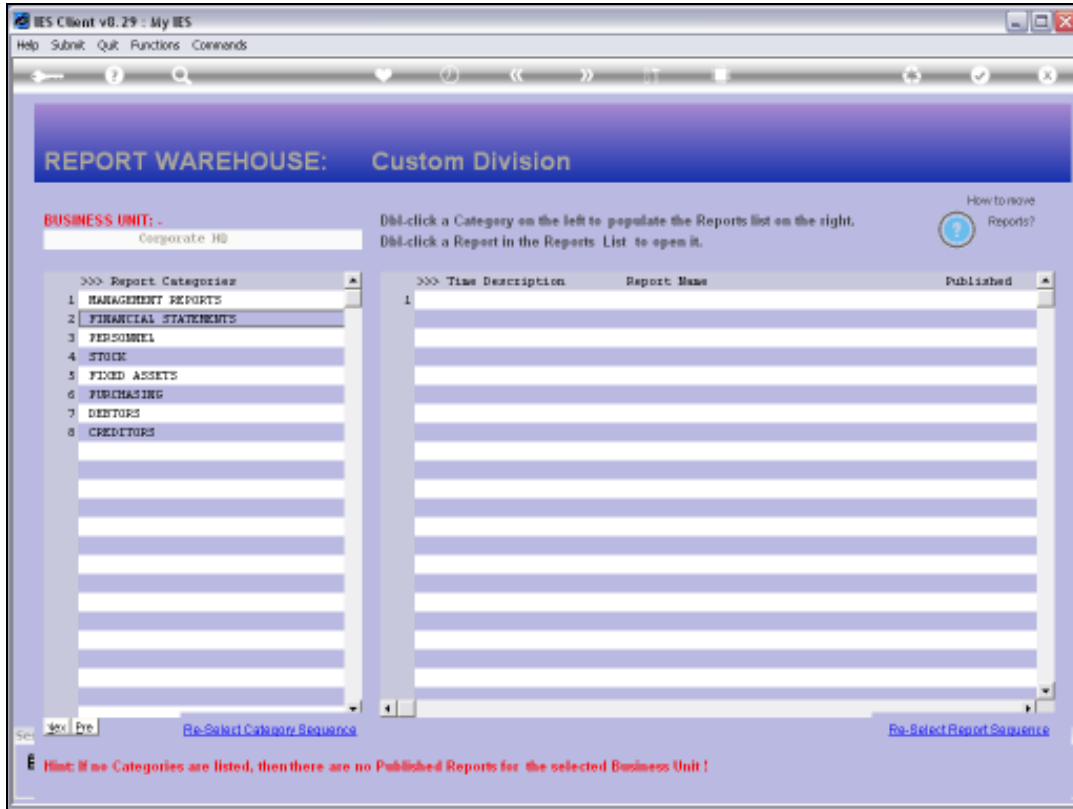 IES Client v8.29 : My IES
Help Submit Quit Functions Commands
REPORT WAREHOUSE: Custom Division
How to move
Reports?
BUSINESS UNIT: -
Corporate HQ
Dbl-click a Category on the left to populate the Reports list on the right.
Dbl-click a Report in the Reports List to open it.
>>> Report Categories
1 MANAGEMENT REPORTS
2 FINANCIAL STATEMENTS
3 PERSONNEL
4 STOCK
5 FIXED ASSETS
6 PURCHASING
7 DEBTORS
8 CREDITORS
>>> Time Description Report Name Published
1
Nex Pre
Re-Select Category Sequence
Re-Select Report Sequence
Hint: If no Categories are listed, then there are no Published Reports for the selected Business Unit !